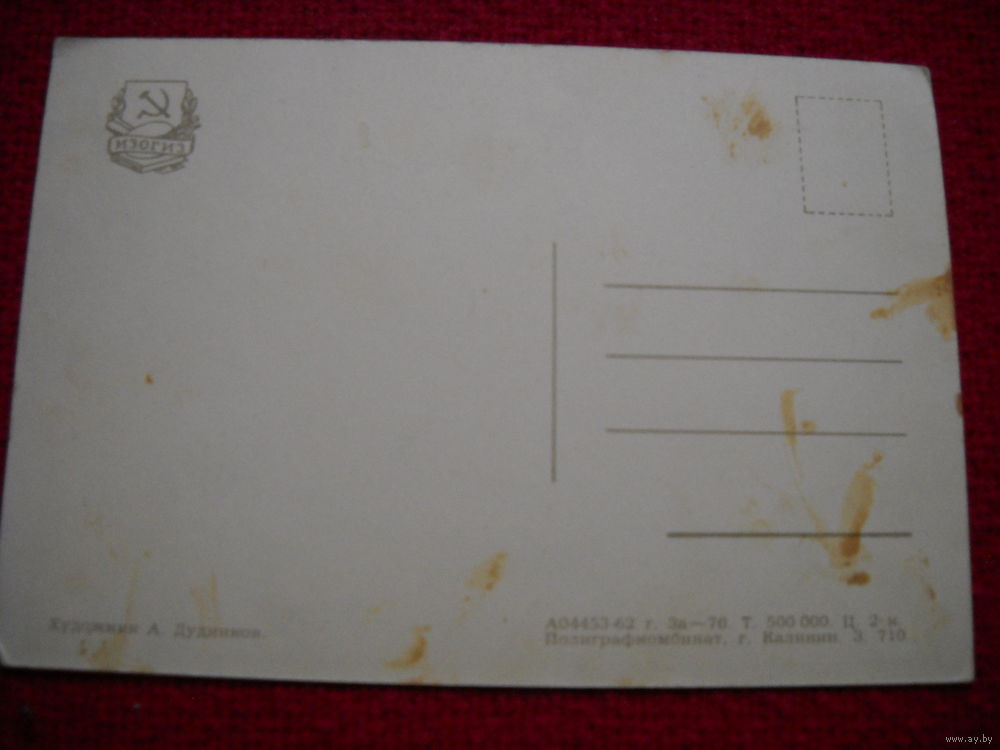 ИЗОГИЗ
Художник А. Дудников.
А04453-62 г. За—70. Т. 500 000. Ц. 2 к.
Полиграфкомбинат, г. Калинин. З. 710.
www.ay.by